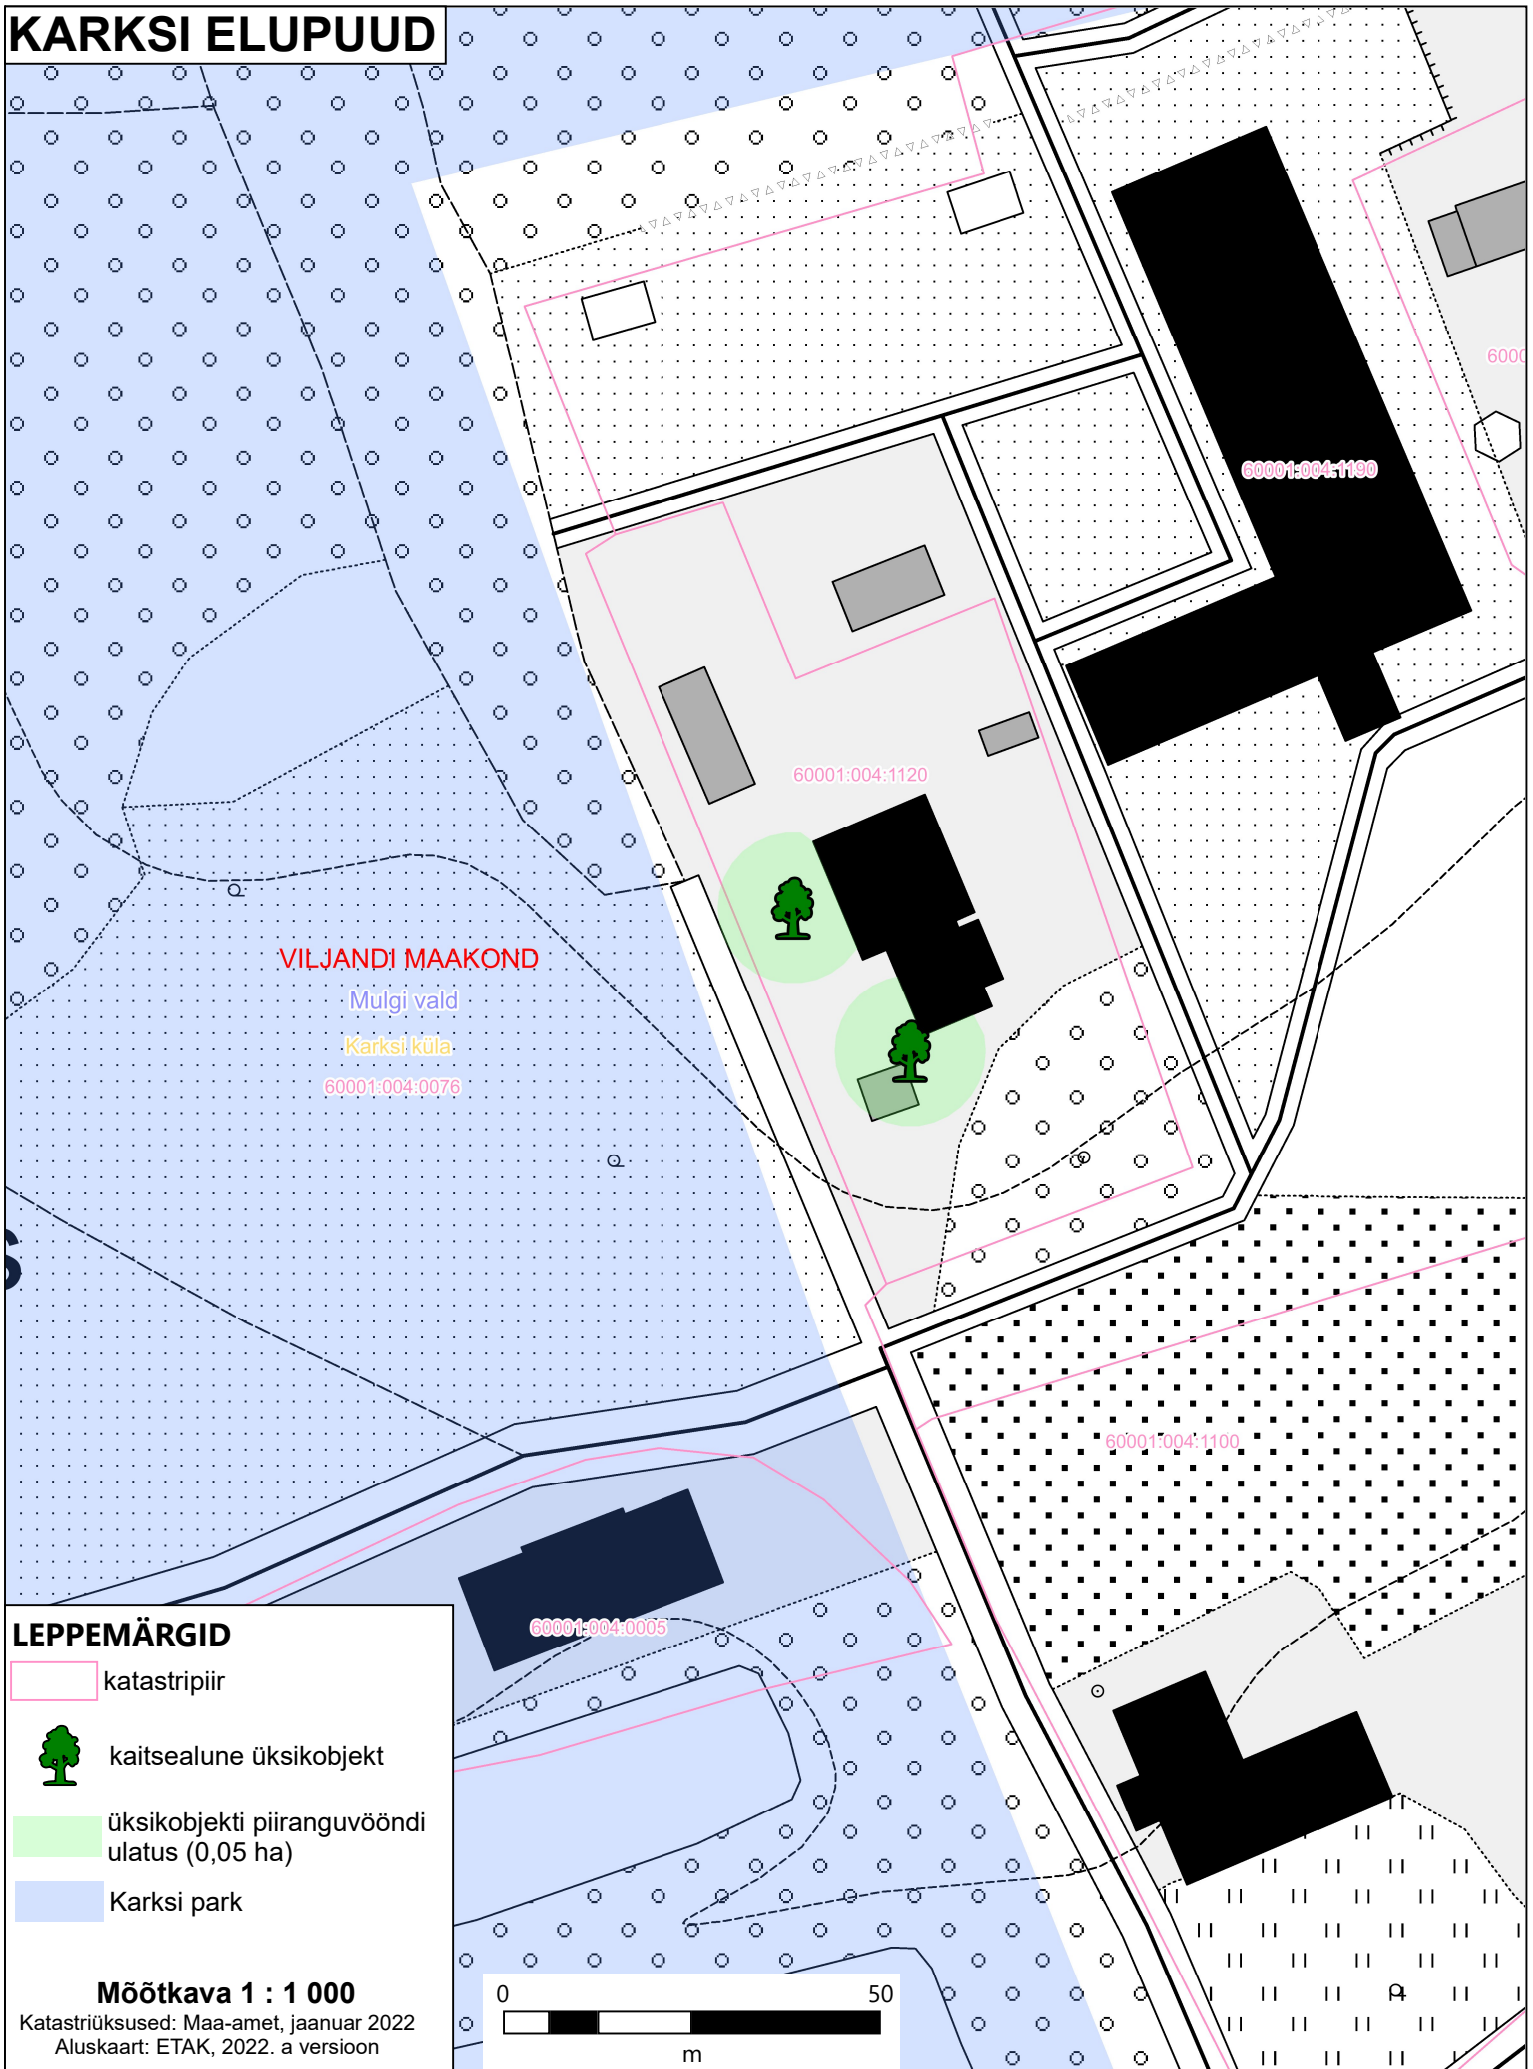 KARKSI ELUPUUD
6000
60001:004:1190
60001:004:1120
VILJANDI MAAKOND
Mulgi vald
Karksi küla
60001:004:0076
60001:004:1100
60001:004:0005
LEPPEMÄRGID
katastripiir
kaitsealune üksikobjekt
üksikobjekti piiranguvööndi
ulatus (0,05 ha)
Karksi park
Mõõtkava 1 : 1 000
Katastriüksused: Maa-amet, jaanuar 2022
Aluskaart: ETAK, 2022. a versioon
0 50
m